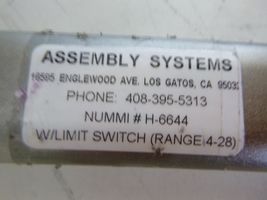 ASSEMBLY SYSTEMS
16595 ENGLEWOOD AVE. LOS GATOS, CA 95032
PHONE: 408-395-5313
NUMMI # H-6644
W/LIMIT SWITCH (RANGE 4-28)